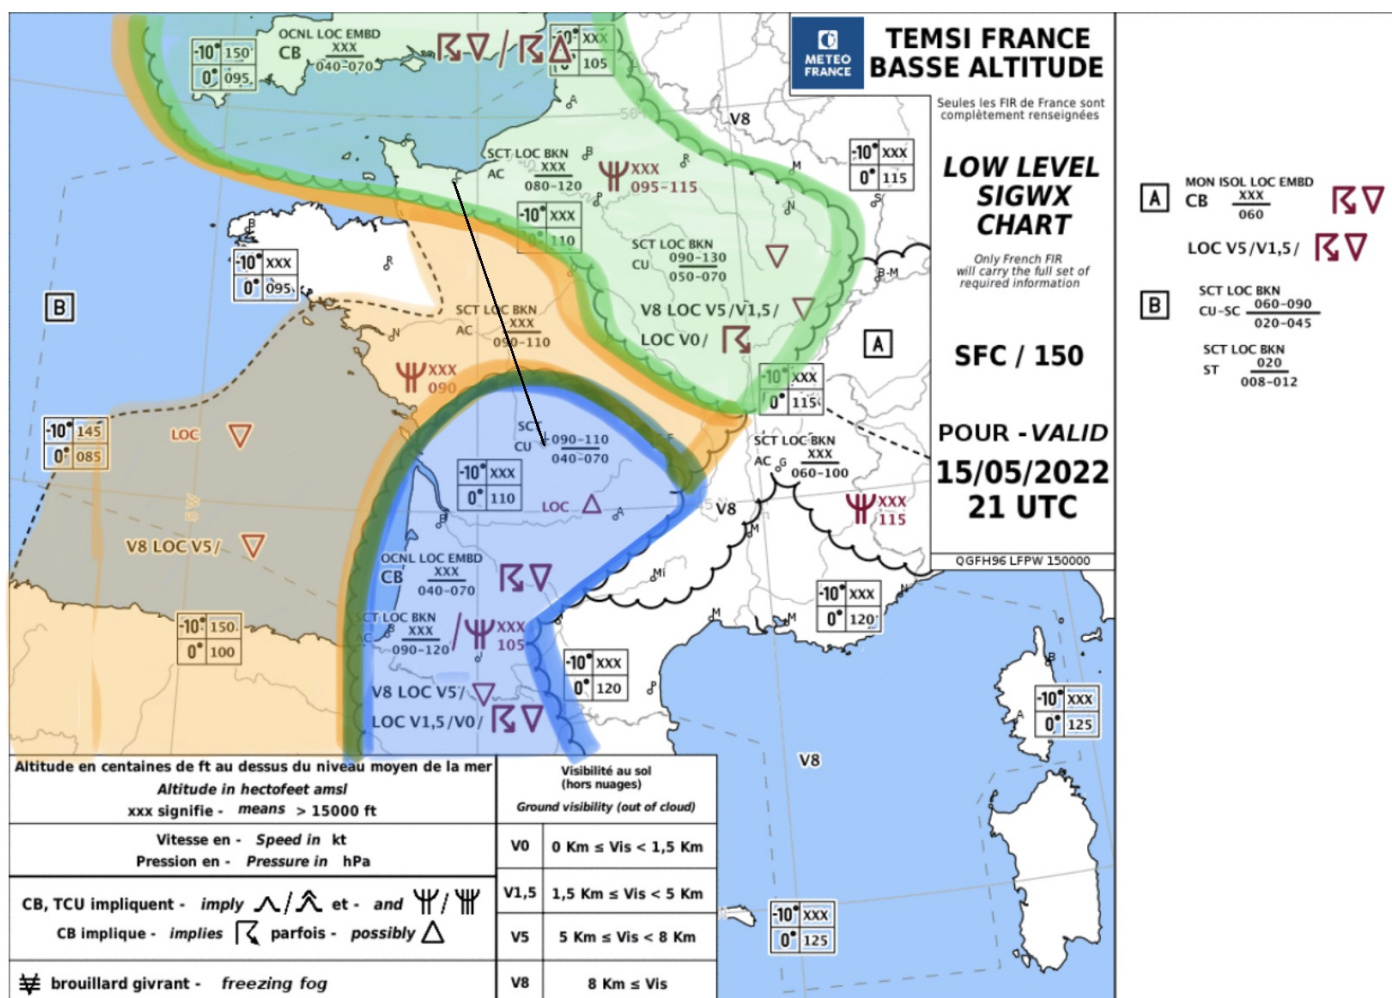 OCNL LOC EMBD
CB XXX
040-070
-10° 150
0° 095
-10° XXX
0° 105
METEO
FRANCE
TEMSI FRANCE
BASSE ALTITUDE
Seules les FIR de France sont
complètement renseignées
LOW LEVEL
SIGWX
CHART
Only French FIR
will carry the full set of
required information
SFC / 150
POUR - VALID
15/05/2022
21 UTC
QGFH96 LFPW 150000
A
MON ISOL LOC EMBD
CB XXX
060
LOC V5/V1,5/
B
SCT LOC BKN
CU-SC 060-090
020-045
SCT LOC BKN
ST 020
008-012
50°
A
V8
-10° XXX
0° 115
SCT LOC BKN
AC XXX
080-120
B
XXX
095-115
R
M
P
N
S
-10° XXX
0° 110
B
R
-10° XXX
0° 095
SCT LOC BKN
CU 090-130
050-070
B-M
B
V8 LOC V5/V1,5/
LOC V0/
A
SCT LOC BKN
AC XXX
090-110
N
XXX
090
-10° XXX
0° 115
-10° 145
0° 085
LOC
SCT
CU 090-110
040-070
SCT LOC BKN
AC XXX
060-100
G
-10° XXX
0° 110
LOC
A
B
V8
XXX
115
M
V8 LOC V5/
OCNL LOC EMBD
CB XXX
040-070
Mi
N
-10° XXX
0° 120
M
M
-10° 150
0° 100
SCT LOC BKN
AC XXX
090-120
B
XXX
105
-10° XXX
0° 120
P
B
A
-10° XXX
0° 125
V8 LOC V5/
LOC V1,5/V0/
V8
-10° XXX
0° 125
Altitude en centaines de ft au dessus du niveau moyen de la mer
Altitude in hectofeet amsl
xxx signifie - means > 15000 ft
Vitesse en - Speed in kt
Pression en - Pressure in hPa
CB, TCU impliquent - imply / et - and /
CB implique - implies parfois - possibly
brouillard givrant - freezing fog
Visibilité au sol
(hors nuages)
Ground visibility (out of cloud)
V0 0 Km ≤ Vis < 1,5 Km
V1,5 1,5 Km ≤ Vis < 5 Km
V5 5 Km ≤ Vis < 8 Km
V8 8 Km ≤ Vis